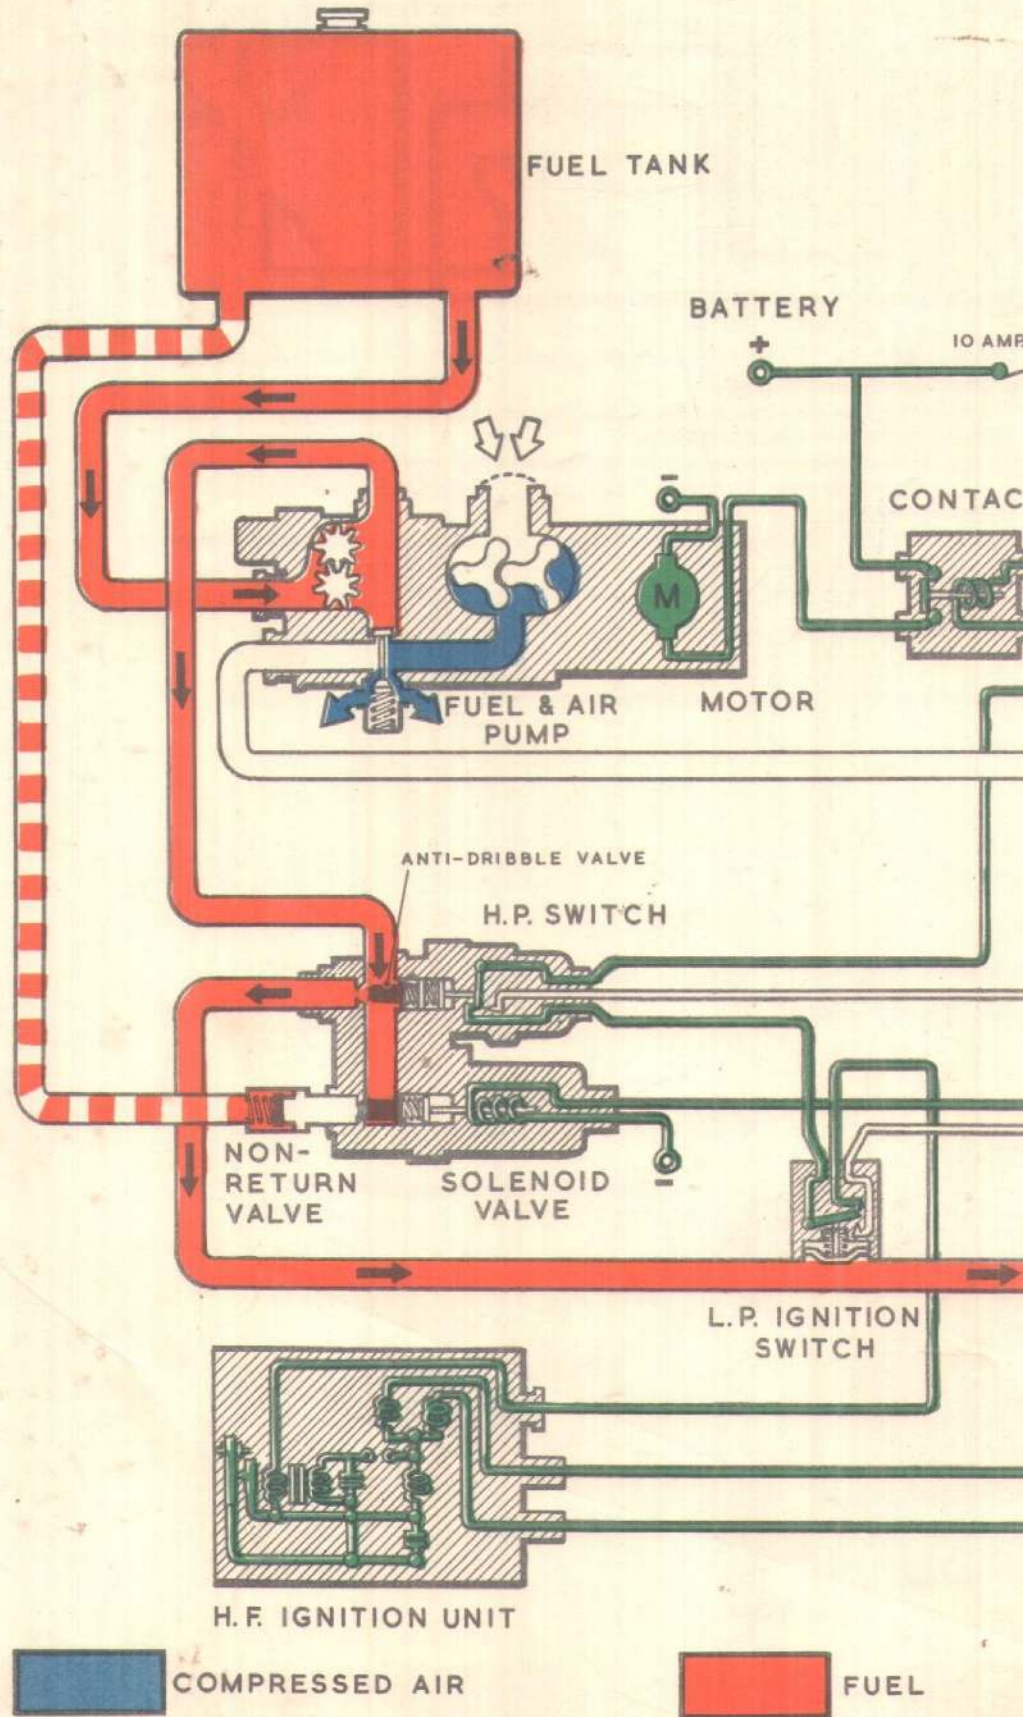 FUEL TANK
BATTERY
+
10 AMP
-
CONTAC
M
FUEL & AIR
PUMP
MOTOR
ANTI-DRIBBLE VALVE
H.P. SWITCH
NON-
RETURN
VALVE
SOLENOID
VALVE
-
L.P. IGNITION
SWITCH
H.F. IGNITION UNIT
COMPRESSED AIR
FUEL